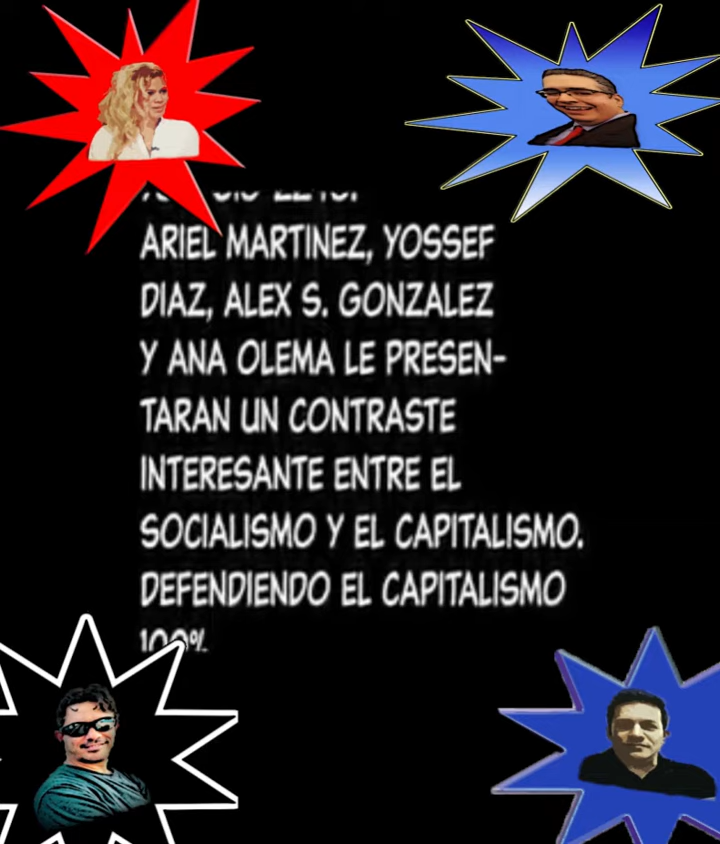 ARIEL MARTINEZ, YOSSEF
DIAZ, ALEX S. GONZALEZ
Y ANA OLEMA LE PRESEN-
TARAN UN CONTRASTE
INTERESANTE ENTRE EL
SOCIALISMO Y EL CAPITALISMO.
DEFENDIENDO EL CAPITALISMO
100%